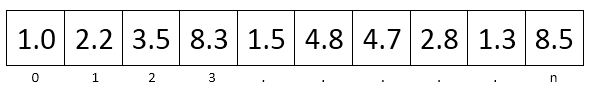 1.0 2.2 3.5 8.3 1.5 4.8 4.7 2.8 1.3 8.5
0 1 2 3 . . . . . n